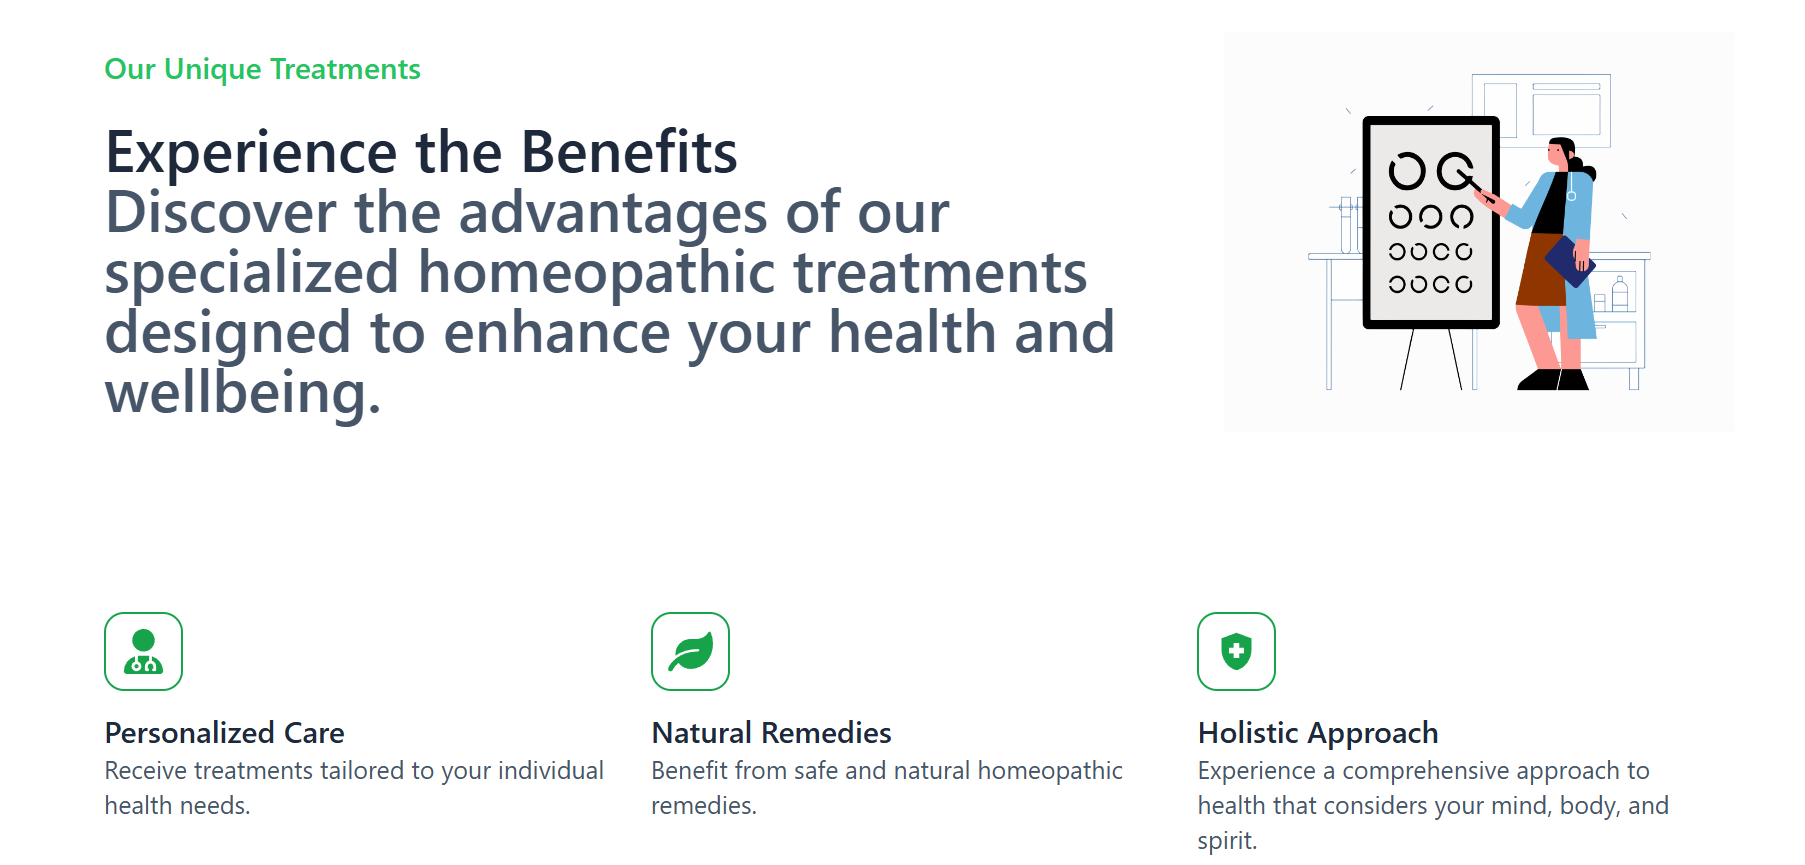 Our Unique Treatments
Experience the Benefits
Discover the advantages of our
specialized homeopathic treatments
designed to enhance your health and
wellbeing.
Personalized Care
Receive treatments tailored to your individual
health needs.
Natural Remedies
Benefit from safe and natural homeopathic
remedies.
Holistic Approach
Experience a comprehensive approach to
health that considers your mind, body, and
spirit.